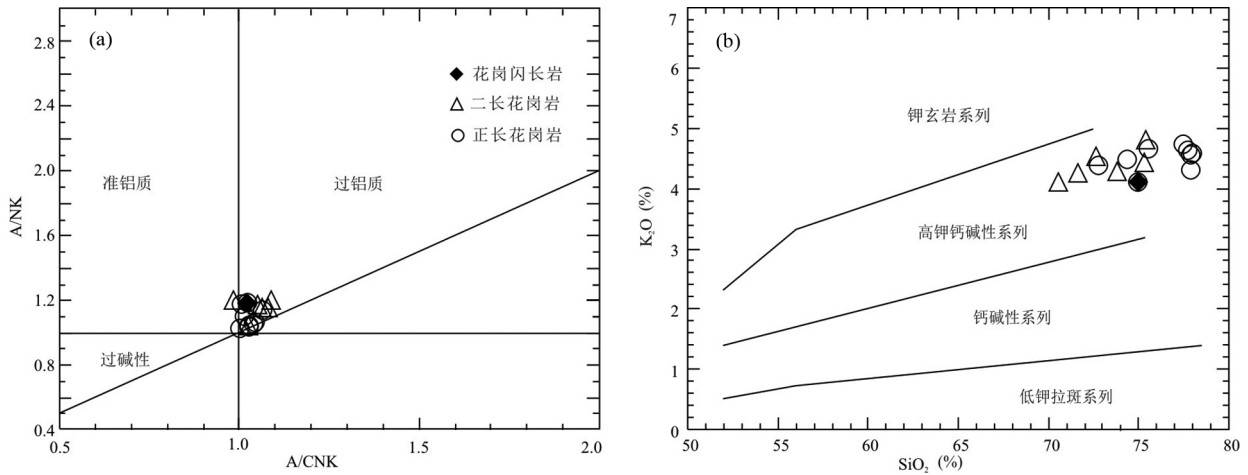 (a)
花岗闪长岩
二长花岗岩
正长花岗岩
准铝质
过铝质
过碱性
A/NK
2.8
2.4
2.0
1.6
1.2
0.8
0.4
0.5
1.0
1.5
2.0
A/CNK
(b)
钾玄岩系列
高钾钙碱性系列
钙碱性系列
低钾拉斑系列
K₂O (%)
7
6
5
4
3
2
1
0
50
55
60
65
70
75
80
SiO₂ (%)